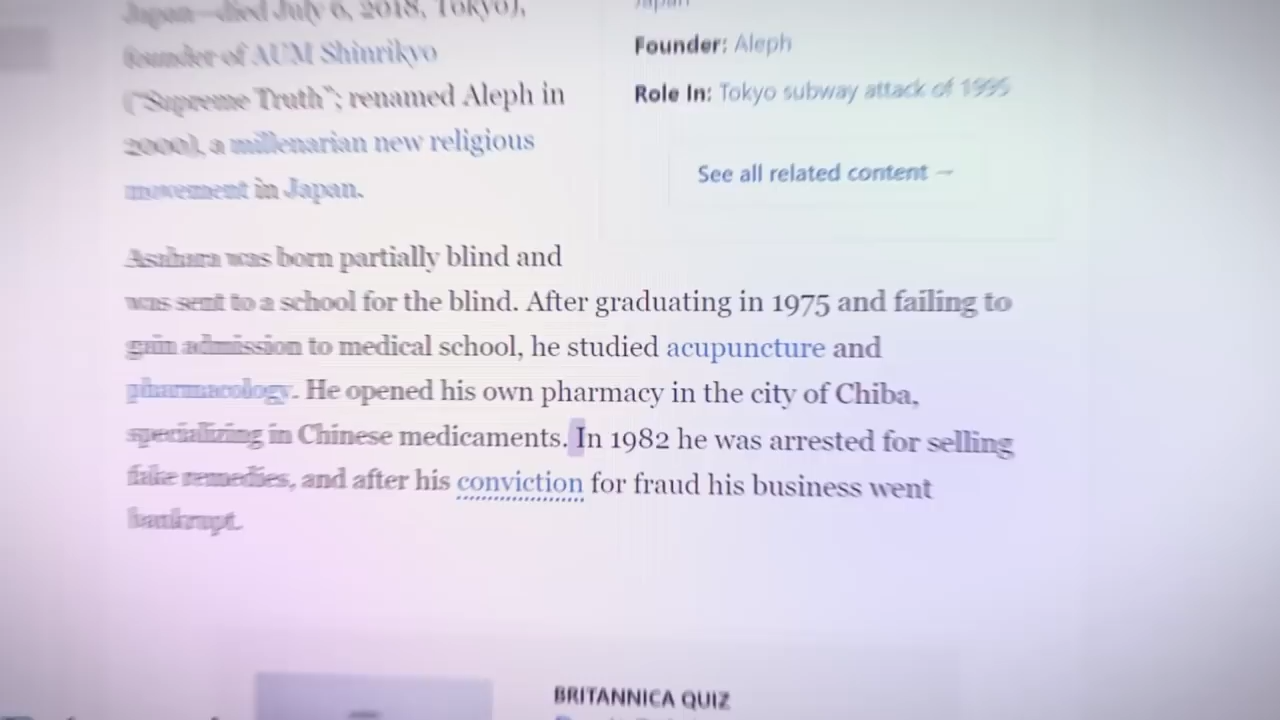 Japan—died July 6, 2018, Tokyo),
founder of AUM Shinrikyo
("Supreme Truth"; renamed Aleph in
2000), a millenarian new religious
movement in Japan.
Japan
Founder: Aleph
Role In: Tokyo subway attack of 1995
See all related content →
Asahara was born partially blind and
was sent to a school for the blind. After graduating in 1975 and failing to
gain admission to medical school, he studied acupuncture and
pharmacology. He opened his own pharmacy in the city of Chiba,
specializing in Chinese medicaments. In 1982 he was arrested for selling
fake remedies, and after his conviction for fraud his business went
bankrupt.
BRITANNICA QUIZ